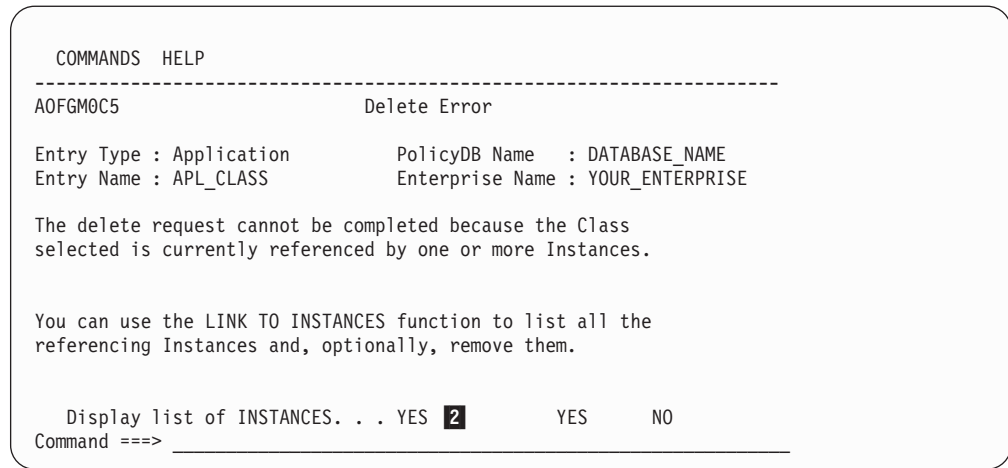 COMMANDS HELP
-------------------------------------------------------------------------------
AOFGM0C5 Delete Error
Entry Type : Application PolicyDB Name : DATABASE_NAME
Entry Name : APL_CLASS Enterprise Name : YOUR_ENTERPRISE
The delete request cannot be completed because the Class
selected is currently referenced by one or more Instances.
You can use the LINK TO INSTANCES function to list all the
referencing Instances and, optionally, remove them.
Display list of INSTANCES. . . YES 2 YES NO
Command ===> ___________________________________________________________